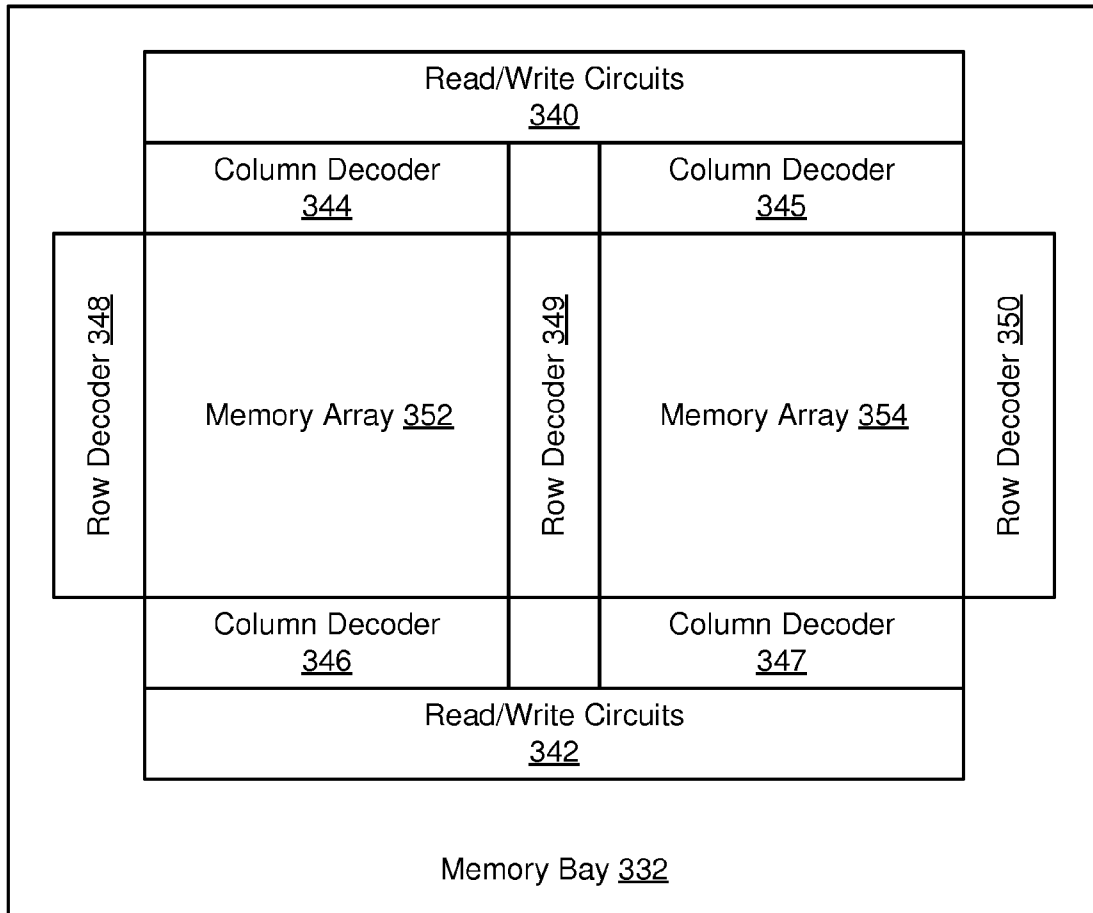 Read/Write Circuits
340
Column Decoder
344
Column Decoder
345
Row Decoder 348
Memory Array 352
Row Decoder 349
Memory Array 354
Row Decoder 350
Column Decoder
346
Column Decoder
347
Read/Write Circuits
342
Memory Bay 332